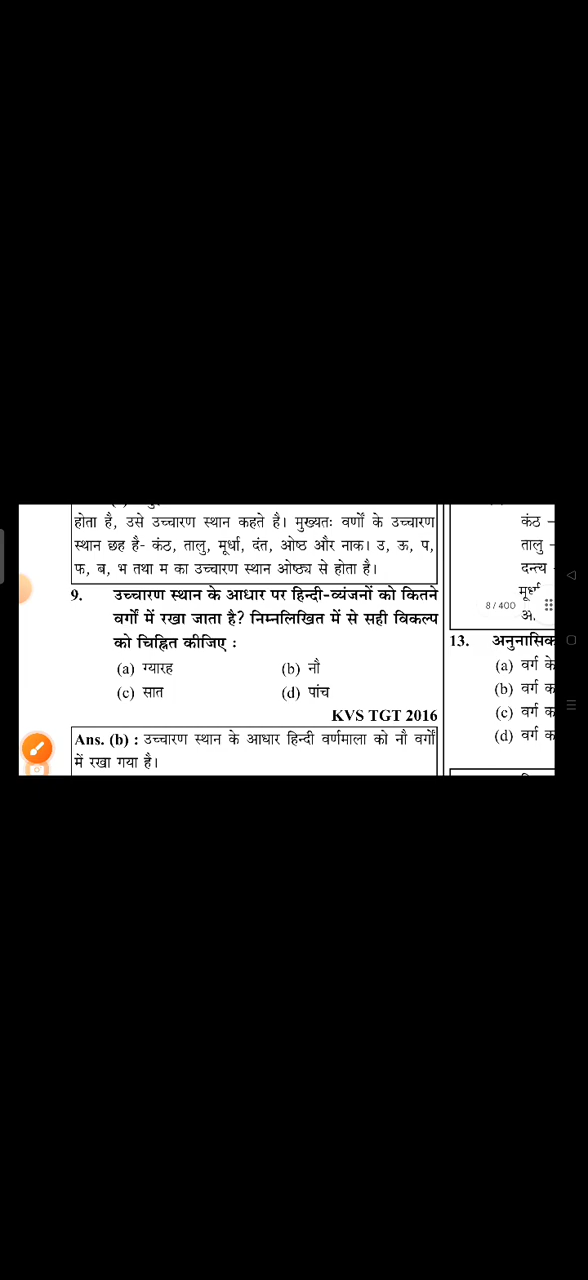 होता है, उसे उच्चारण स्थान कहते है। मुख्यतः वर्णों के उच्चारण
स्थान छह है- कंठ, तालु, मूर्धा, दंत, ओष्ठ और नाक। उ, ऊ, प,
फ, ब, भ तथा म का उच्चारण स्थान ओष्ठ्य से होता है।
9. उच्चारण स्थान के आधार पर हिन्दी-व्यंजनों को कितने
वर्गों में रखा जाता है? निम्नलिखित में से सही विकल्प
को चिह्नित कीजिए :
(a) ग्यारह (b) नौ
(c) सात (d) पांच
KVS TGT 2016
Ans. (b) : उच्चारण स्थान के आधार हिन्दी वर्णमाला को नौ वर्गों
में रखा गया है।
कंठ –
तालु -
दन्त्य -
8 / 400
13. अनुनासिक
(a) वर्ग के
(b) वर्ग क
(c) वर्ग क
(d) वर्ग क